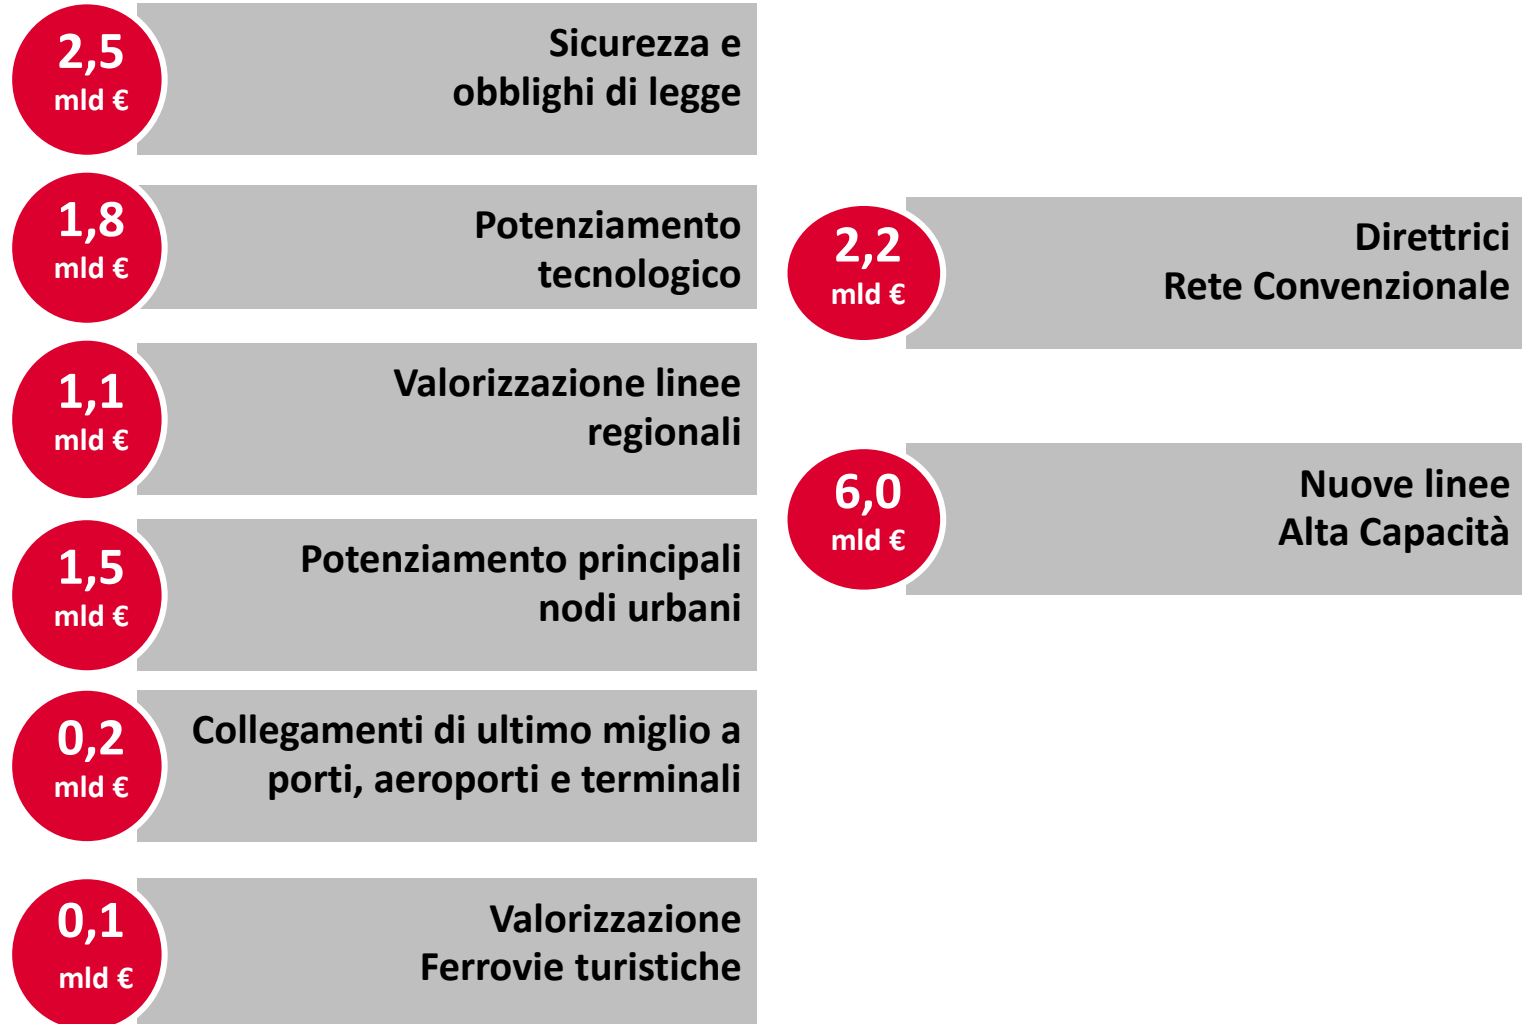 2,5
mld €
Sicurezza e
obblighi di legge
1,8
mld €
Potenziamento
tecnologico
1,1
mld €
Valorizzazione linee
regionali
1,5
mld €
Potenziamento principali
nodi urbani
0,2
mld €
Collegamenti di ultimo miglio a
porti, aeroporti e terminali
0,1
mld €
Valorizzazione
Ferrovie turistiche
2,2
mld €
Direttrici
Rete Convenzionale
6,0
mld €
Nuove linee
Alta Capacità